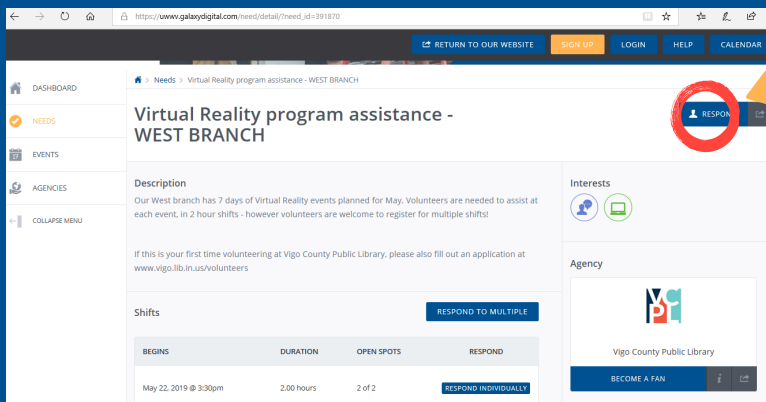 https://uwwv.galaxydigital.com/need/detail/?need_id=391870
RETURN TO OUR WEBSITE SIGN UP LOGIN HELP CALENDAR
DASHBOARD
NEEDS
EVENTS
AGENCIES
COLLAPSE MENU
> Needs > Virtual Reality program assistance - WEST BRANCH
Virtual Reality program assistance -
WEST BRANCH
RESPON
Description
Our West branch has 7 days of Virtual Reality events planned for May. Volunteers are needed to assist at
each event, in 2 hour shifts - however volunteers are welcome to register for multiple shifts!
If this is your first time volunteering at Vigo County Public Library, please also fill out an application at
www.vigo.lib.in.us/volunteers
Shifts
RESPOND TO MULTIPLE
BEGINS DURATION OPEN SPOTS RESPOND
May 22, 2019 @ 3:30pm 2.00 hours 2 of 2 RESPOND INDIVIDUALLY
Interests
Agency
VC
PL
Vigo County Public Library
BECOME A FAN i